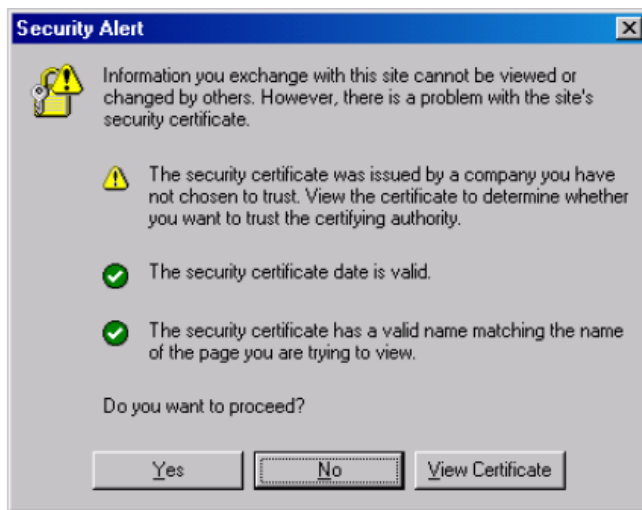 Security Alert
Information you exchange with this site cannot be viewed or
changed by others. However, there is a problem with the site's
security certificate.
The security certificate was issued by a company you have
not chosen to trust. View the certificate to determine whether
you want to trust the certifying authority.
The security certificate date is valid.
The security certificate has a valid name matching the name
of the page you are trying to view.
Do you want to proceed?
Yes
No
View Certificate